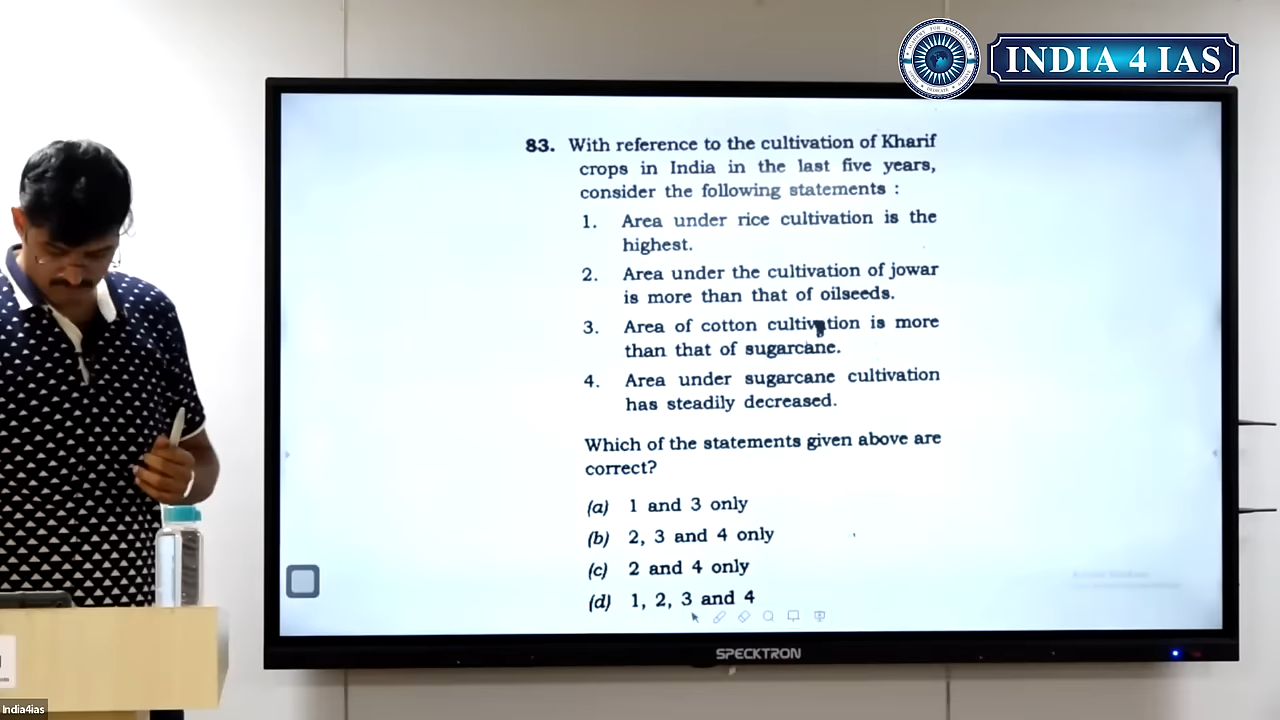 INDIA 4 IAS
83. With reference to the cultivation of Kharif
crops in India in the last five years,
consider the following statements :
1. Area under rice cultivation is the
highest.
2. Area under the cultivation of jowar
is more than that of oilseeds.
3. Area of cotton cultivation is more
than that of sugarcane.
4. Area under sugarcane cultivation
has steadily decreased.
Which of the statements given above are
correct?
(a) 1 and 3 only
(b) 2, 3 and 4 only
(c) 2 and 4 only
(d) 1, 2, 3 and 4
SPECKTRON
India4ias